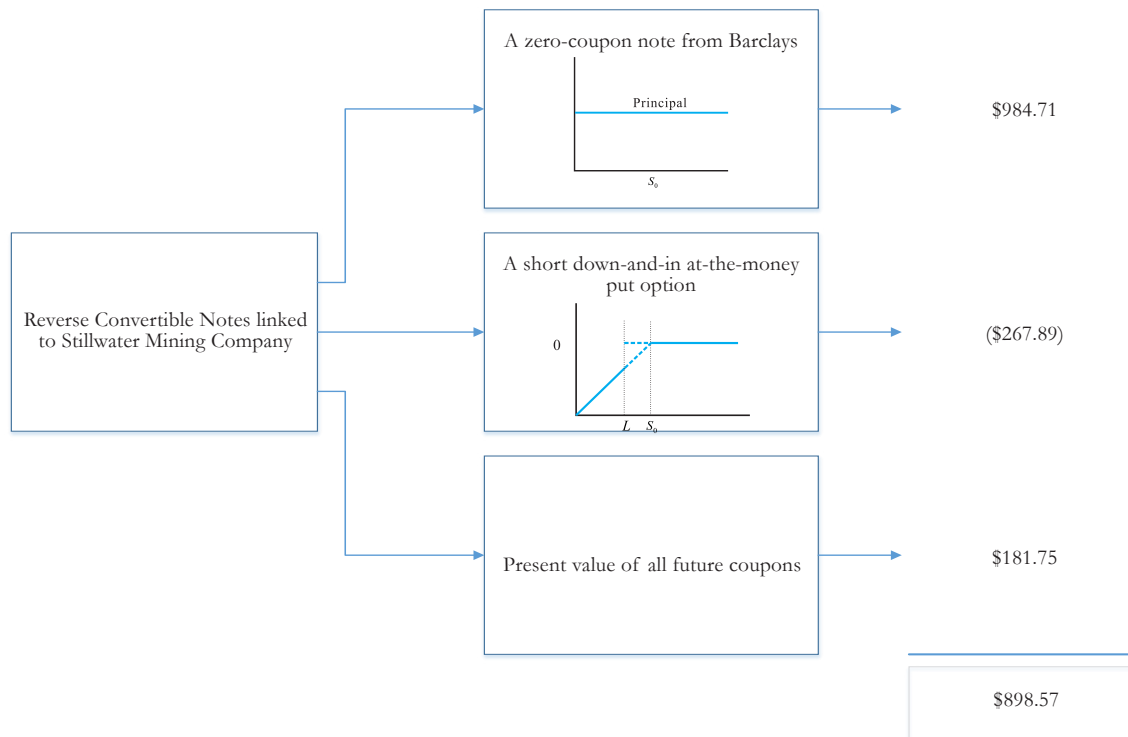 A zero-coupon note from Barclays
Principal
S₀
$984.71
Reverse Convertible Notes linked
to Stillwater Mining Company
A short down-and-in at-the-money
put option
0
L S₀
($267.89)
Present value of all future coupons
$181.75
$898.57